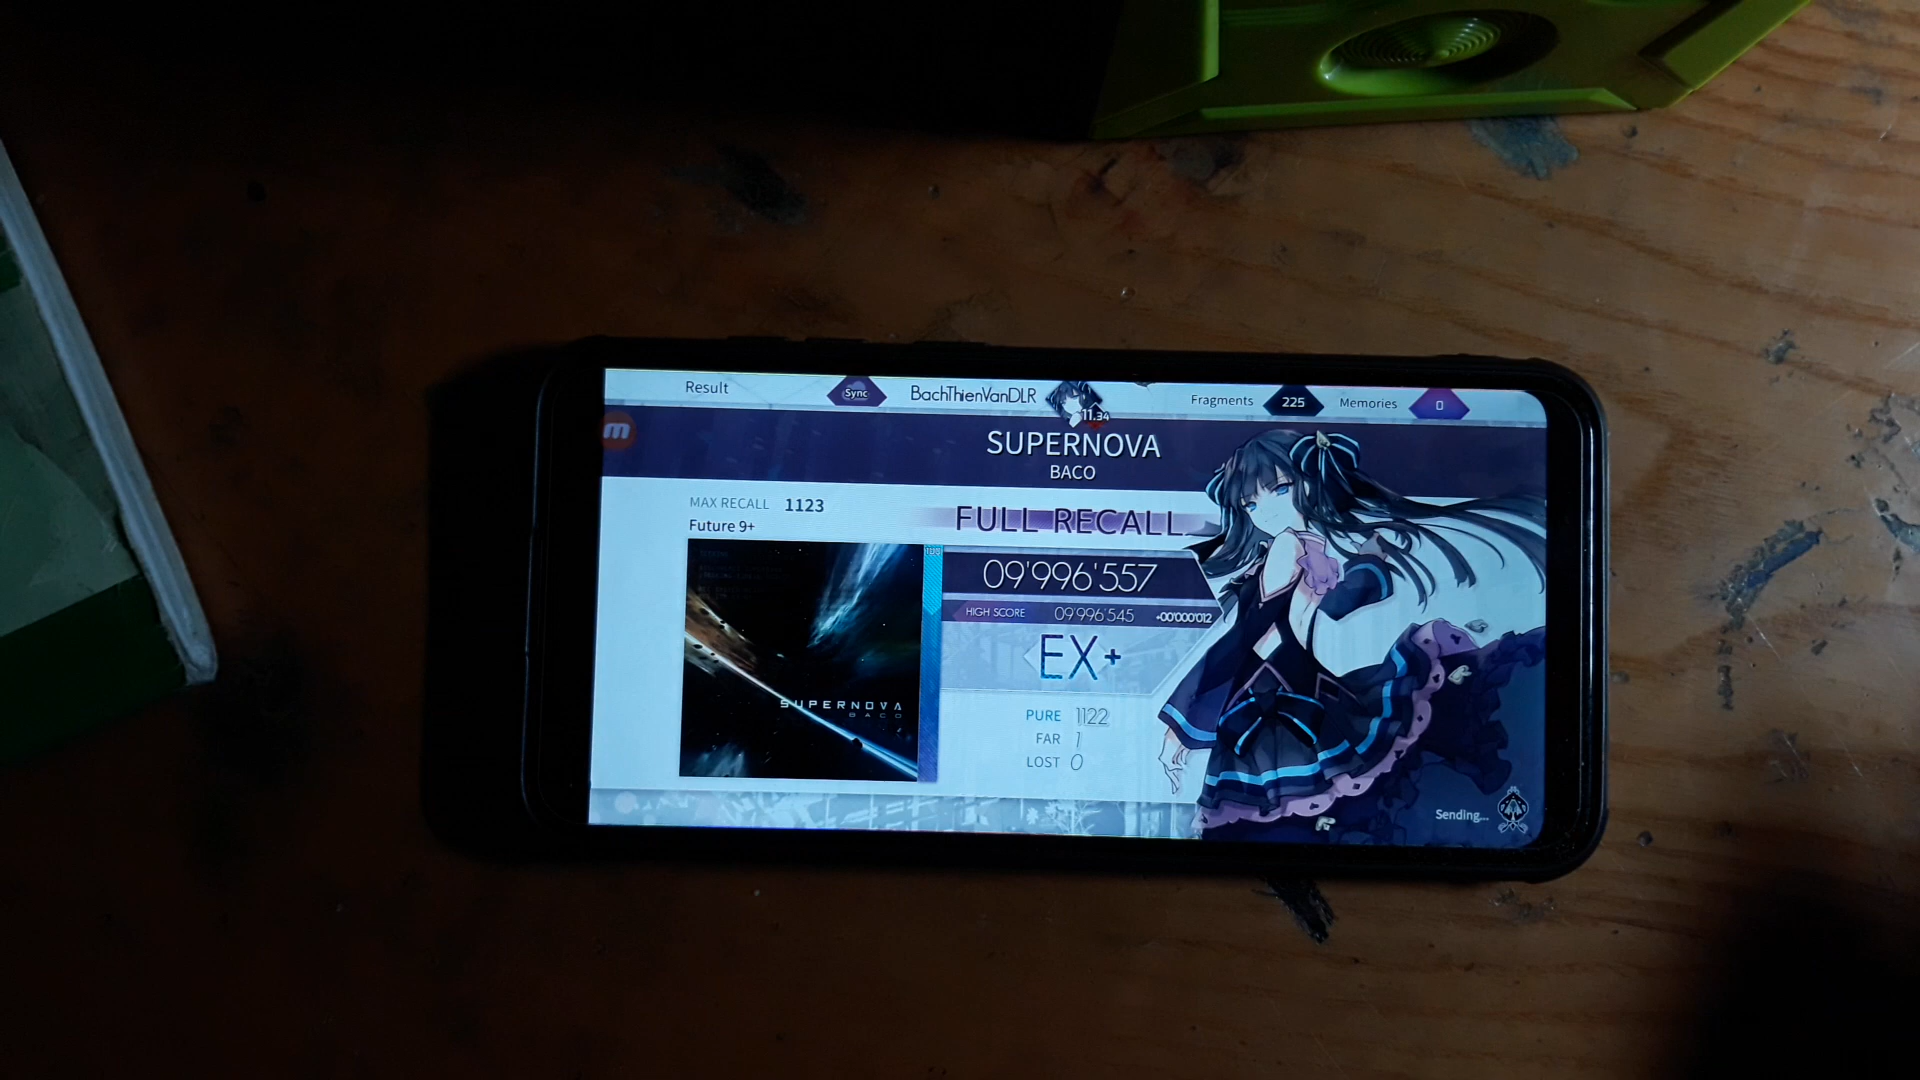 Result
Sync
BachThienVanDLR
11.34
Fragments 225 Memories 0
m
SUPERNOVA
BACO
MAX RECALL 1123
Future 9+
FULL RECALL
09'996'557
HIGH SCORE 09'996'545 +00'000'012
EX+
PURE 1122
FAR 1
LOST 0
SUPERNOVA
BACO
Sending...